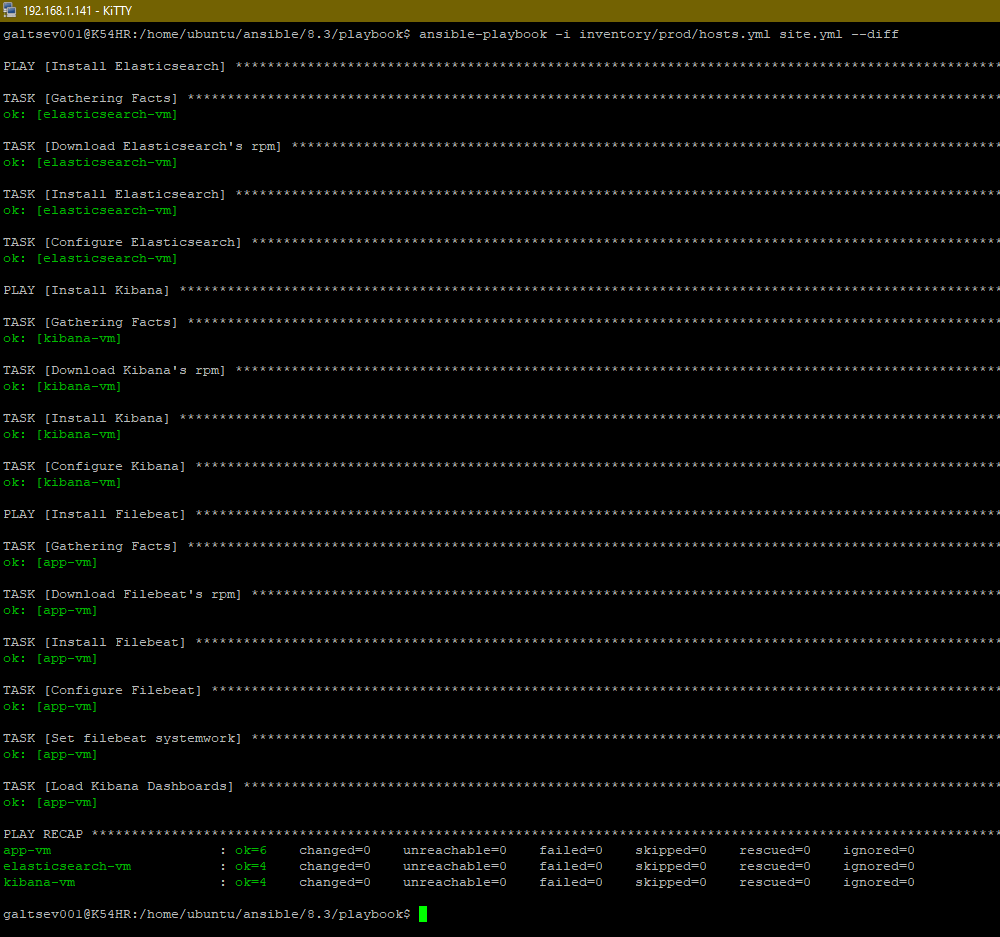 192.168.1.141 - KiTTY
galtsev001@K54HR:/home/ubuntu/ansible/8.3/playbook$ ansible-playbook -i inventory/prod/hosts.yml site.yml --diff
PLAY [Install Elasticsearch] ************************************************************************************************
TASK [Gathering Facts] ******************************************************************************************************
ok: [elasticsearch-vm]
TASK [Download Elasticsearch's rpm] *****************************************************************************************
ok: [elasticsearch-vm]
TASK [Install Elasticsearch] ************************************************************************************************
ok: [elasticsearch-vm]
TASK [Configure Elasticsearch] **********************************************************************************************
ok: [elasticsearch-vm]
PLAY [Install Kibana] *******************************************************************************************************
TASK [Gathering Facts] ******************************************************************************************************
ok: [kibana-vm]
TASK [Download Kibana's rpm] ************************************************************************************************
ok: [kibana-vm]
TASK [Install Kibana] *******************************************************************************************************
ok: [kibana-vm]
TASK [Configure Kibana] *****************************************************************************************************
ok: [kibana-vm]
PLAY [Install Filebeat] *****************************************************************************************************
TASK [Gathering Facts] ******************************************************************************************************
ok: [app-vm]
TASK [Download Filebeat's rpm] **********************************************************************************************
ok: [app-vm]
TASK [Install Filebeat] *****************************************************************************************************
ok: [app-vm]
TASK [Configure Filebeat] ***************************************************************************************************
ok: [app-vm]
TASK [Set filebeat systemwork] **********************************************************************************************
ok: [app-vm]
TASK [Load Kibana Dashboards] ***********************************************************************************************
ok: [app-vm]
PLAY RECAP ******************************************************************************************************************
app-vm                     : ok=6    changed=0    unreachable=0    failed=0    skipped=0    rescued=0    ignored=0
elasticsearch-vm           : ok=4    changed=0    unreachable=0    failed=0    skipped=0    rescued=0    ignored=0
kibana-vm                  : ok=4    changed=0    unreachable=0    failed=0    skipped=0    rescued=0    ignored=0
galtsev001@K54HR:/home/ubuntu/ansible/8.3/playbook$